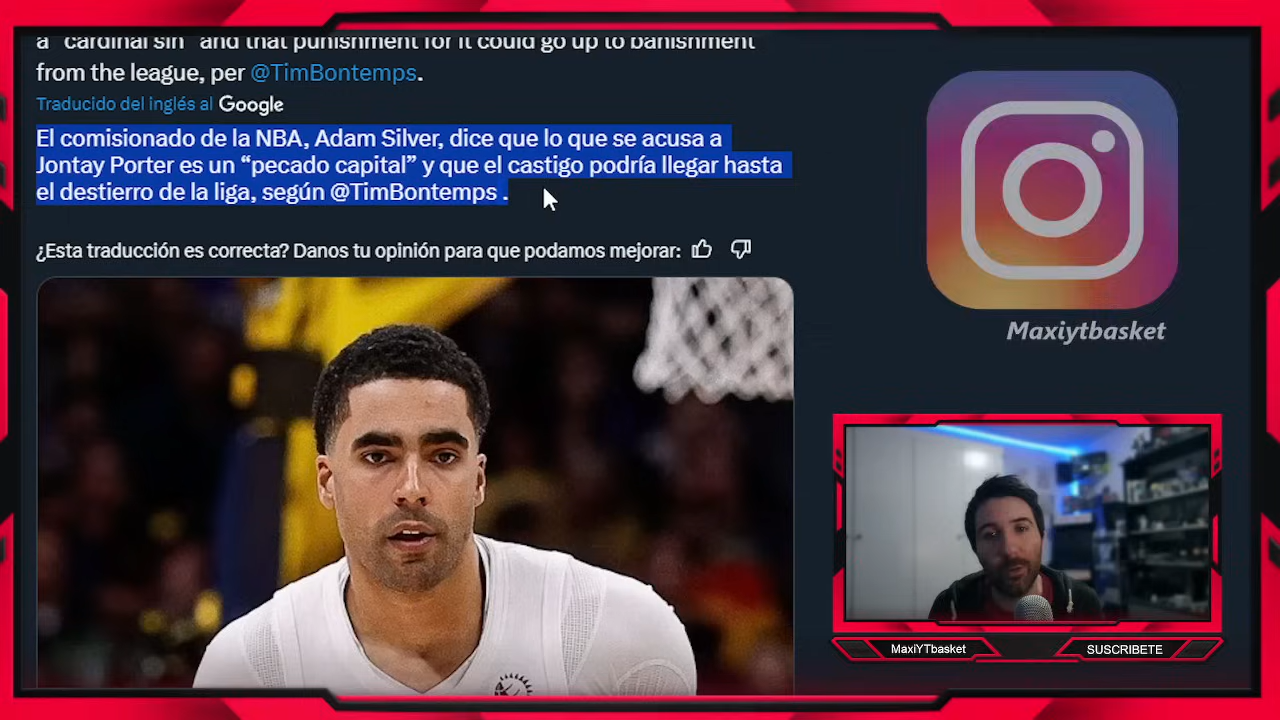 a “cardinal sin” and that punishment for it could go up to banishment
from the league, per @TimBontemps.
Traducido del inglés al Google
El comisionado de la NBA, Adam Silver, dice que lo que se acusa a
Jontay Porter es un “pecado capital” y que el castigo podría llegar hasta
el destierro de la liga, según @TimBontemps .
¿Esta traducción es correcta? Danos tu opinión para que podamos mejorar:
Maxiytbasket
MaxiYTbasket
SUSCRIBETE